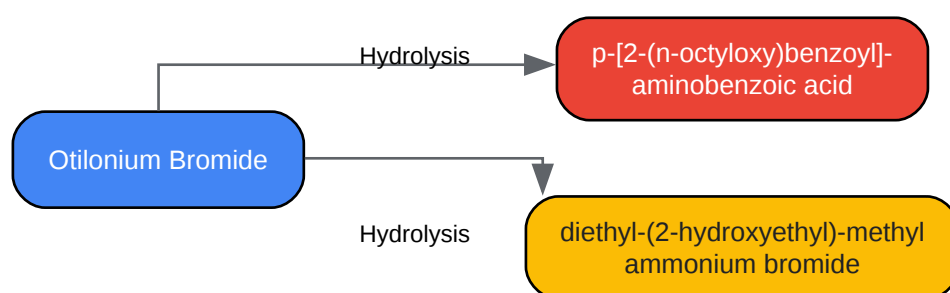 Hydrolysis
p-[2-(n-octyloxy)benzoyl]-
aminobenzoic acid
Otilonium Bromide
Hydrolysis
diethyl-(2-hydroxyethyl)-methyl
ammonium bromide